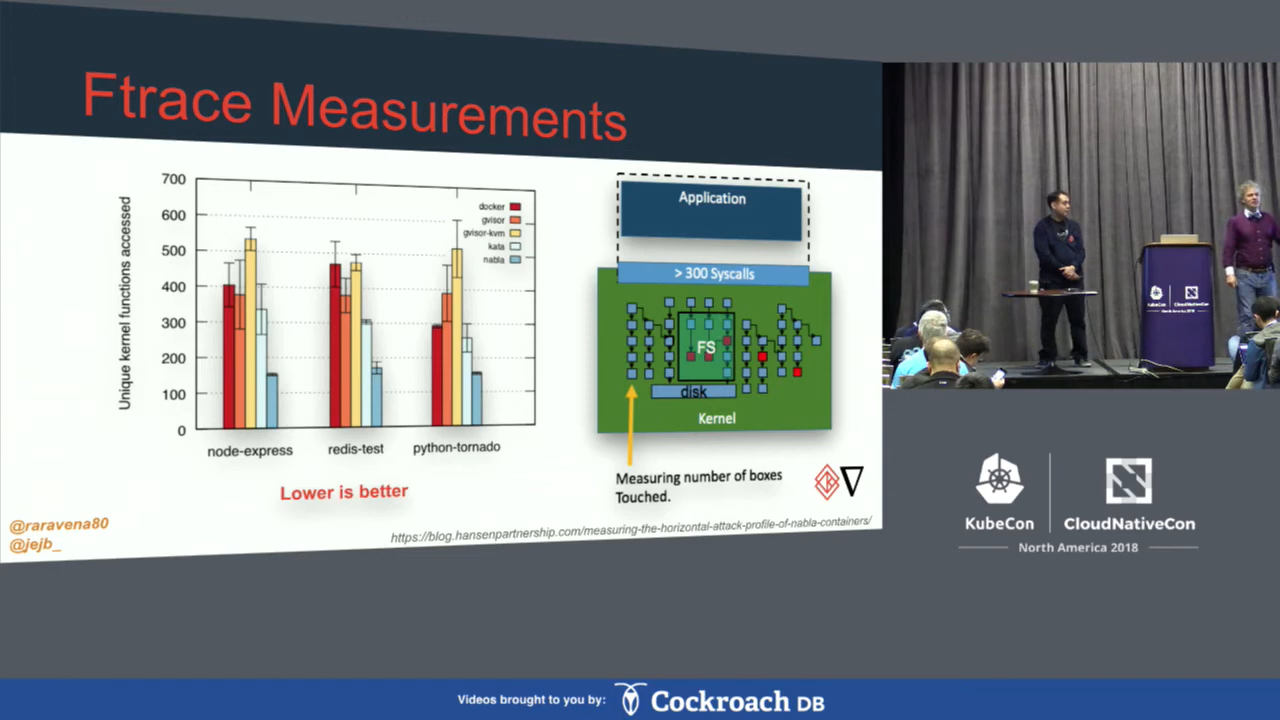 Ftrace Measurements
Unique kernel functions accessed
700
600
500
400
300
200
100
0
docker
gvisor
gvisor-kvm
kata
nabla
node-express
redis-test
python-tornado
Lower is better
Application
> 300 Syscalls
FS
disk
Kernel
Measuring number of boxes
Touched.
@raravena80
@jejb_
https://blog.hansenpartnership.com/measuring-the-horizontal-attack-profile-of-nabla-containers/
KubeCon
CloudNativeCon
North America 2018
Videos brought to you by:
Cockroach DB